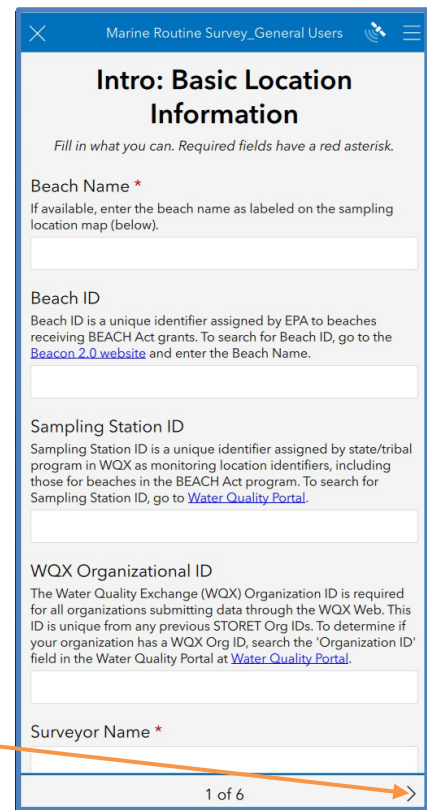 Marine Routine Survey_General Users
Intro: Basic Location
Information
Fill in what you can. Required fields have a red asterisk.
Beach Name *
If available, enter the beach name as labeled on the sampling
location map (below).
Beach ID
Beach ID is a unique identifier assigned by EPA to beaches
receiving BEACH Act grants. To search for Beach ID, go to the
Beacon 2.0 website and enter the Beach Name.
Sampling Station ID
Sampling Station ID is a unique identifier assigned by state/tribal
program in WQX as monitoring location identifiers, including
those for beaches in the BEACH Act program. To search for
Sampling Station ID, go to Water Quality Portal.
WQX Organizational ID
The Water Quality Exchange (WQX) Organization ID is required
for all organizations submitting data through the WQX Web. This
ID is unique from any previous STORET Org IDs. To determine if
your organization has a WQX Org ID, search the 'Organization ID'
field in the Water Quality Portal at Water Quality Portal.
Surveyor Name *
1 of 6